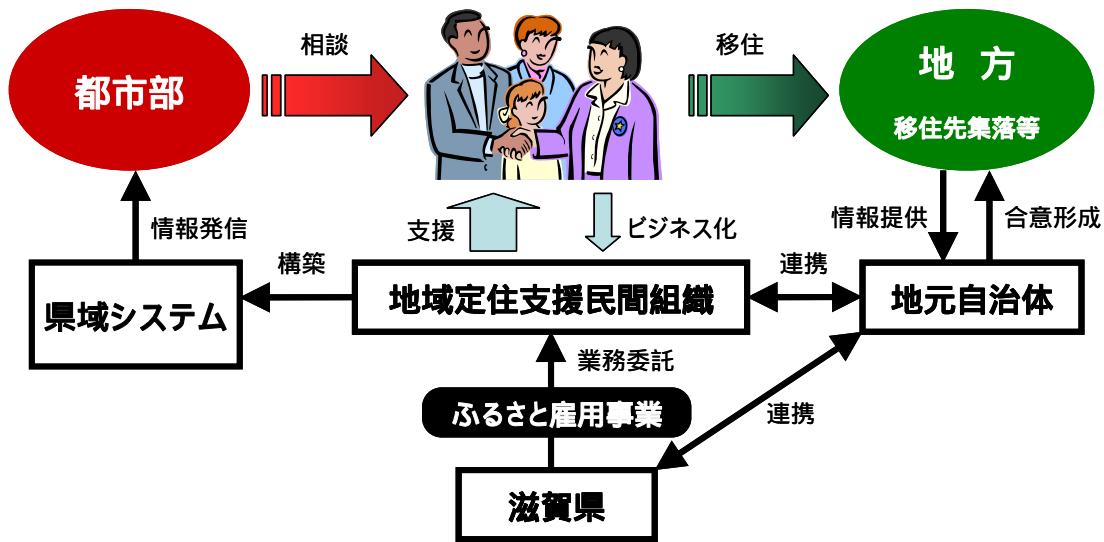 相談
移住
都市部
地方
移住先集落等
情報発信
支援
ビジネス化
情報提供
合意形成
構築
連携
県域システム
地域定住支援民間組織
地元自治体
業務委託
ふるさと雇用事業
連携
滋賀県